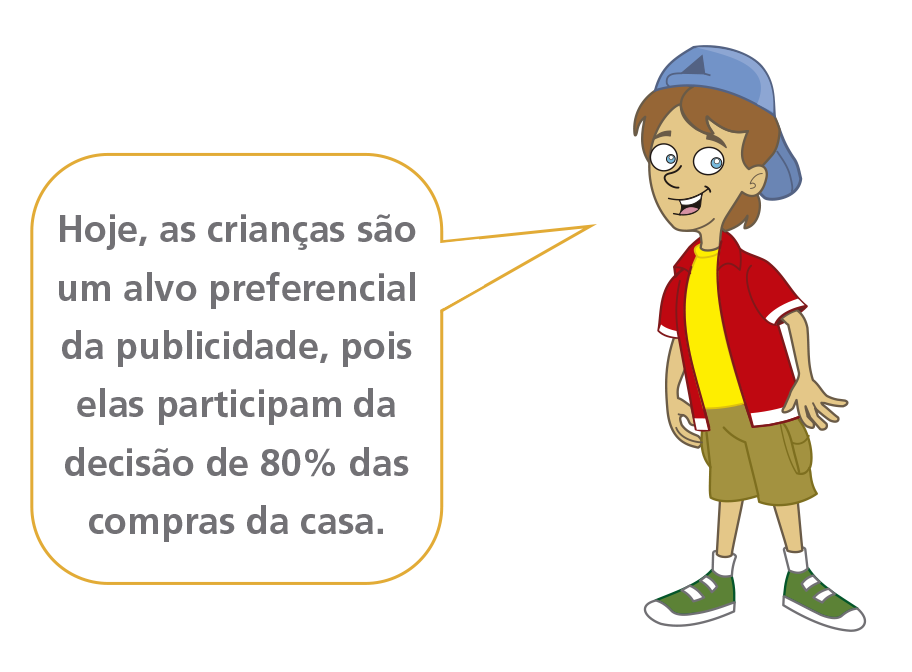 Hoje, as crianças são
um alvo preferencial
da publicidade, pois
elas participam da
decisão de 80% das
compras da casa.